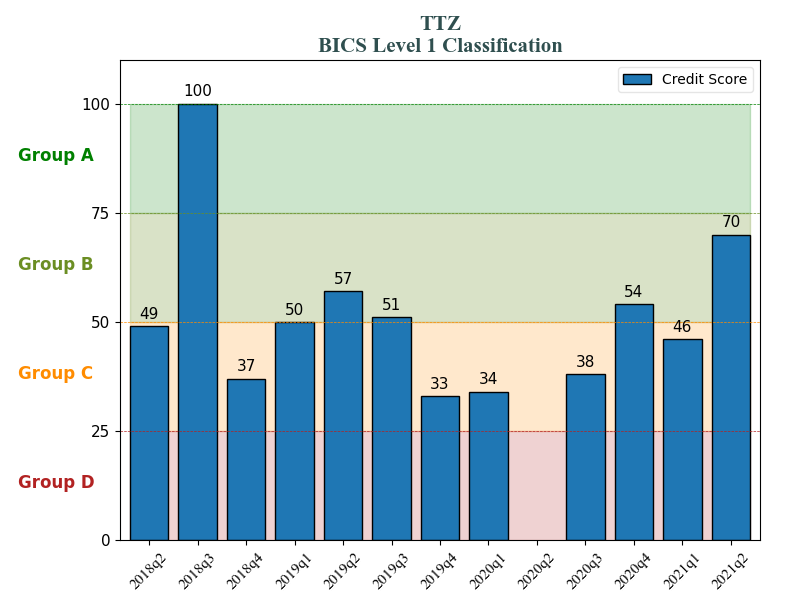 TTZ
BICS Level 1 Classification
Credit Score
100
75
50
25
0
Group A
Group B
Group C
Group D
49
100
37
50
57
51
33
34
38
54
46
70
2018q2
2018q3
2018q4
2019q1
2019q2
2019q3
2019q4
2020q1
2020q2
2020q3
2020q4
2021q1
2021q2